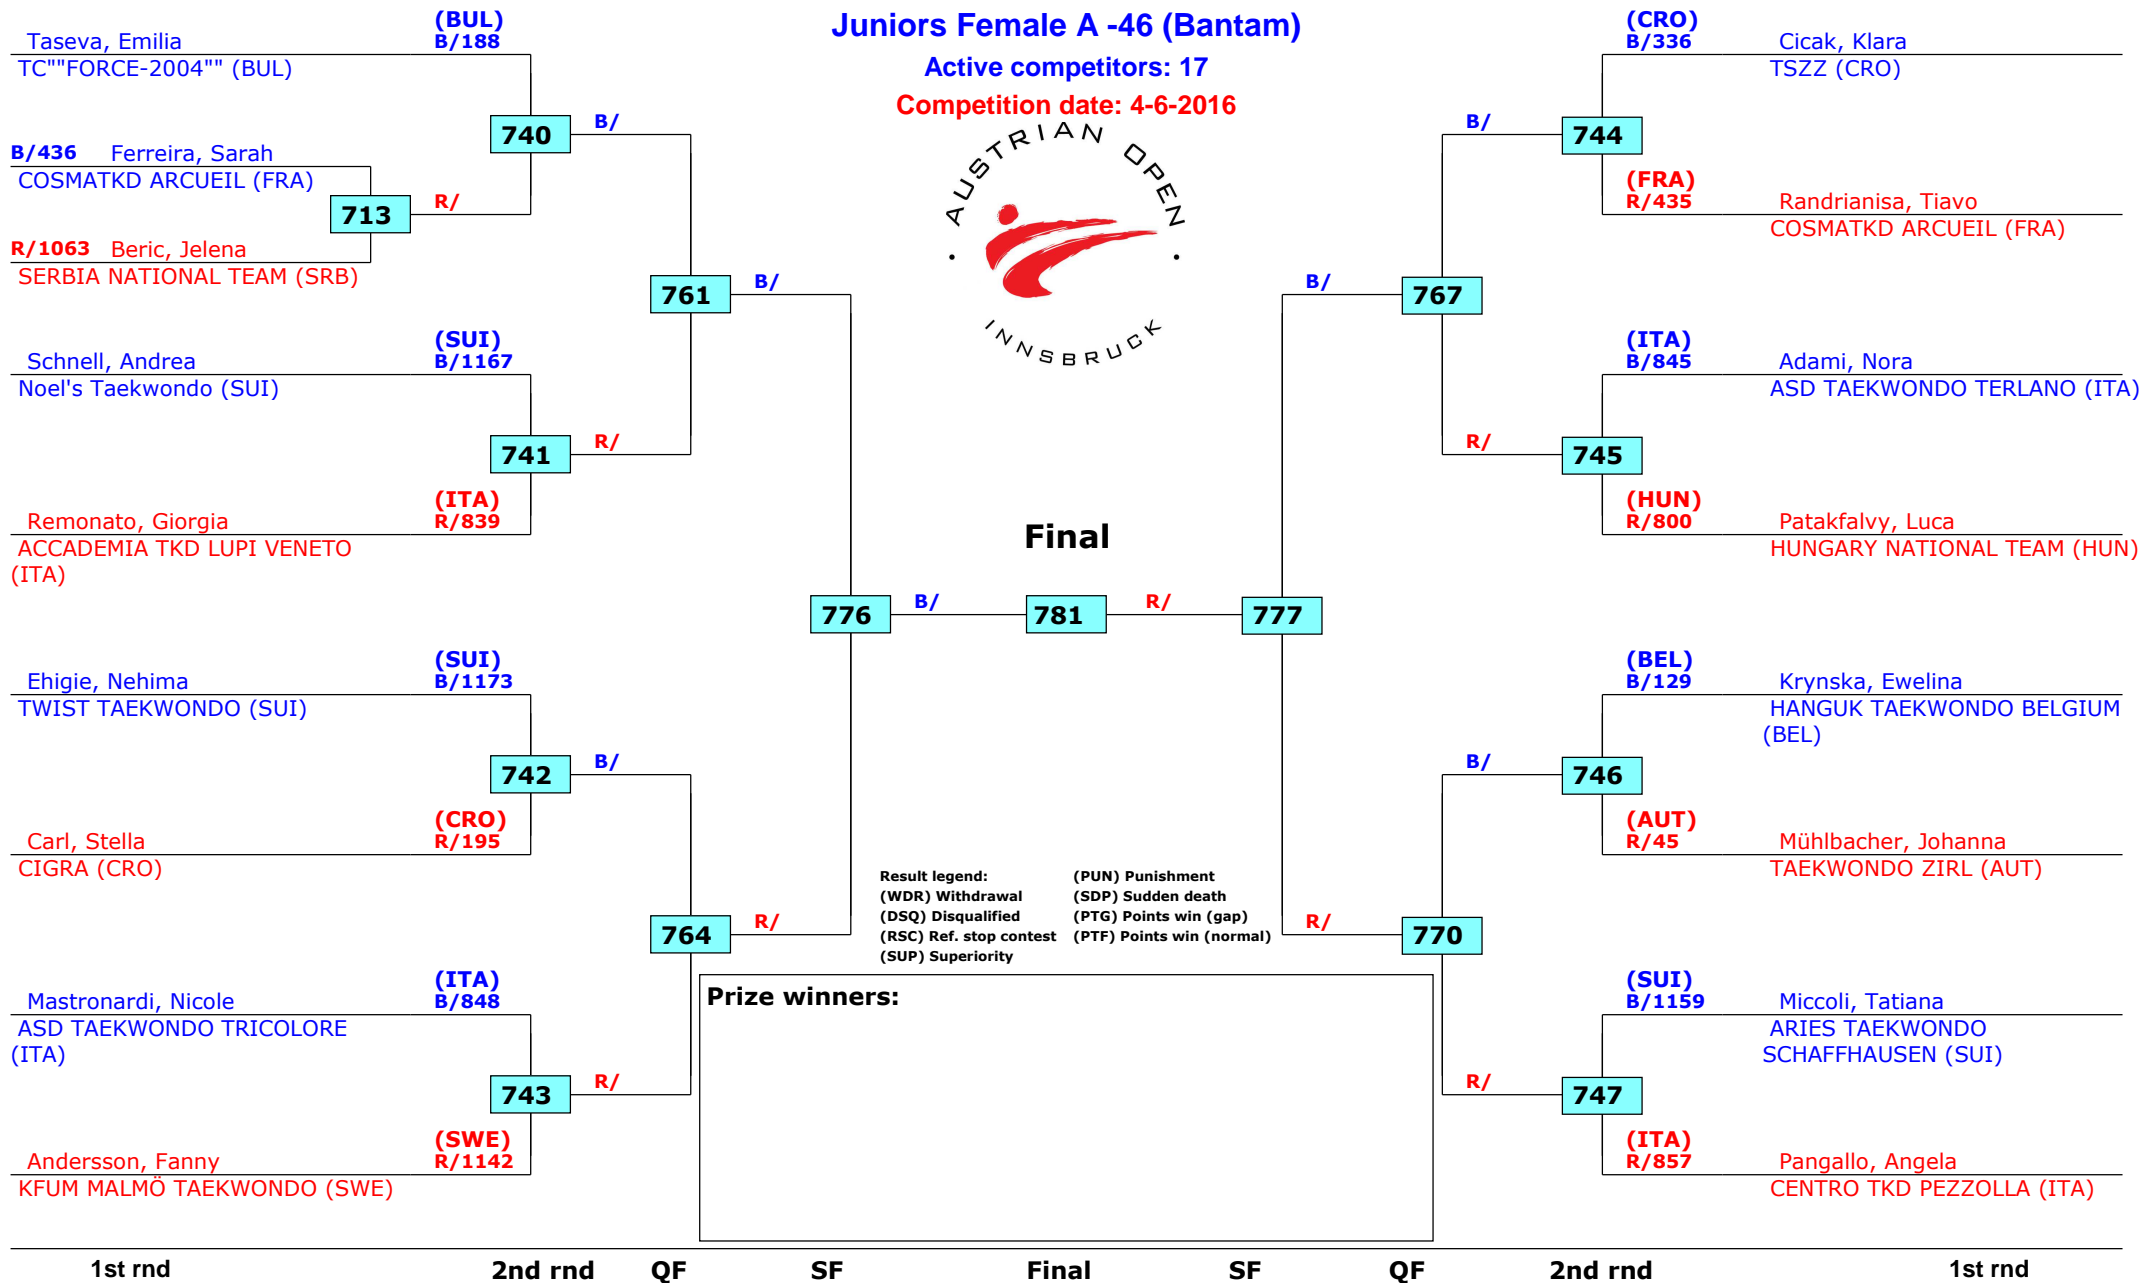 Juniors Female A -46 (Bantam)
Active competitors: 17
Competition date: 4-6-2016
AUSTRIAN OPEN
INNSBRUCK
(BUL)
Taseva, Emilia B/188
TC""FORCE-2004"" (BUL)
740 B/
B/436 Ferreira, Sarah
COSMATKD ARCUEIL (FRA)
713 R/
R/1063 Beric, Jelena
SERBIA NATIONAL TEAM (SRB)
761 B/
(SUI)
Schnell, Andrea B/1167
Noel's Taekwondo (SUI)
741 R/
(ITA)
Remonato, Giorgia R/839
ACCADEMIA TKD LUPI VENETO
(ITA)
776 B/
(SUI)
Ehigie, Nehima B/1173
TWIST TAEKWONDO (SUI)
742 B/
(CRO)
Carl, Stella R/195
CIGRA (CRO)
764 R/
(ITA)
Mastronardi, Nicole B/848
ASD TAEKWONDO TRICOLORE
(ITA)
743 R/
(SWE)
Andersson, Fanny R/1142
KFUM MALMÖ TAEKWONDO (SWE)
Final
781
(CRO)
B/336 Cicak, Klara
TSZZ (CRO)
B/ 744
(FRA)
R/435 Randrianisa, Tiavo
COSMATKD ARCUEIL (FRA)
B/ 767
(ITA)
B/845 Adami, Nora
ASD TAEKWONDO TERLANO (ITA)
R/ 745
(HUN)
R/800 Patakfalvy, Luca
HUNGARY NATIONAL TEAM (HUN)
R/ 777
(BEL)
B/129 Krynska, Ewelina
HANGUK TAEKWONDO BELGIUM
(BEL)
B/ 746
(AUT)
R/45 Mühlbacher, Johanna
TAEKWONDO ZIRL (AUT)
R/ 770
(SUI)
B/1159 Miccoli, Tatiana
ARIES TAEKWONDO
SCHAFFHAUSEN (SUI)
R/ 747
(ITA)
R/857 Pangallo, Angela
CENTRO TKD PEZZOLLA (ITA)
Result legend: (PUN) Punishment
(WDR) Withdrawal (SDP) Sudden death
(DSQ) Disqualified (PTG) Points win (gap)
(RSC) Ref. stop contest (PTF) Points win (normal)
(SUP) Superiority
Prize winners:
1st rnd 2nd rnd QF SF Final SF QF 2nd rnd 1st rnd